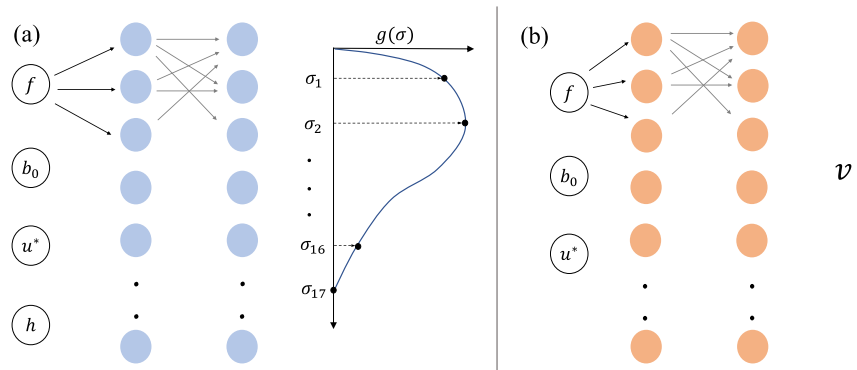 (a)
f
b₀
u*
h
g(σ)
σ₁
σ₂
.
.
.
σ₁₆
σ₁₇
(b)
f
b₀
u*
v